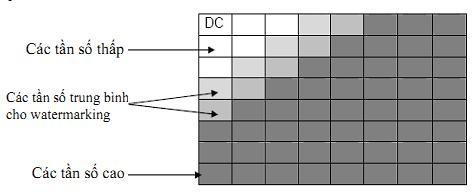 DC
Các tần số thấp
Các tần số trung bình
cho watermarking
Các tần số cao